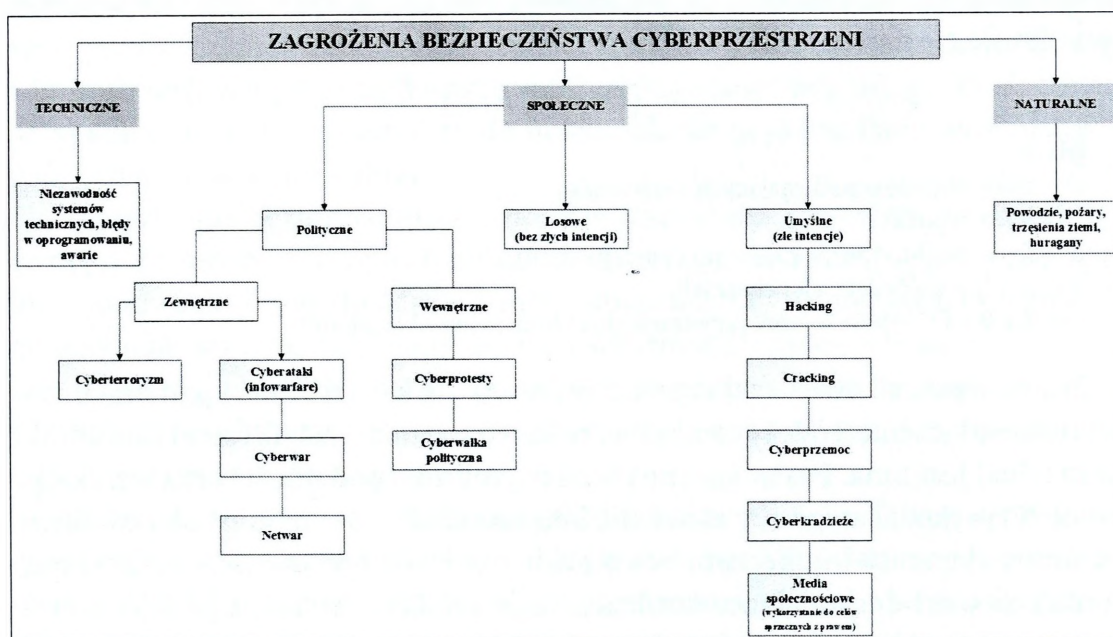 ZAGROŻENIA BEZPIECZEŃSTWA CYBERPRZESTRZENI
TECHNICZNE
SPOŁECZNE
NATURALNE
Niezawodność
systemów
technicznych, błędy
w oprogramowaniu,
awarie
Polityczne
Losowe
(bez złych intencji)
Umyślne
(złe intencje)
Powodzie, pożary,
trzęsienia ziemi,
huragany
Zewnętrzne
Wewnętrzne
Hacking
Cyberterroryzm
Cyberataki
(infowarfare)
Cyberprotesty
Cracking
Cyberwar
Cyberwalka
polityczna
Cyberprzemoc
Netwar
Cyberkradzieże
Media
społecznościowe
(wykorzystanie do celów
sprzecznych z prawem)